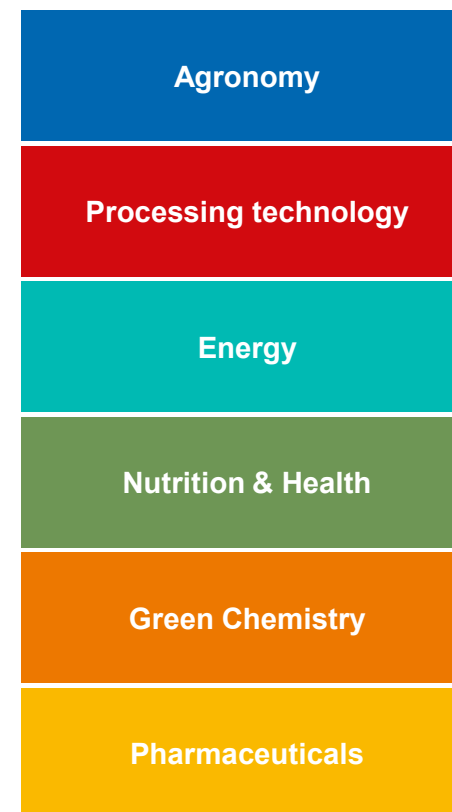 Agronomy
Processing technology
Energy
Nutrition & Health
Green Chemistry
Pharmaceuticals